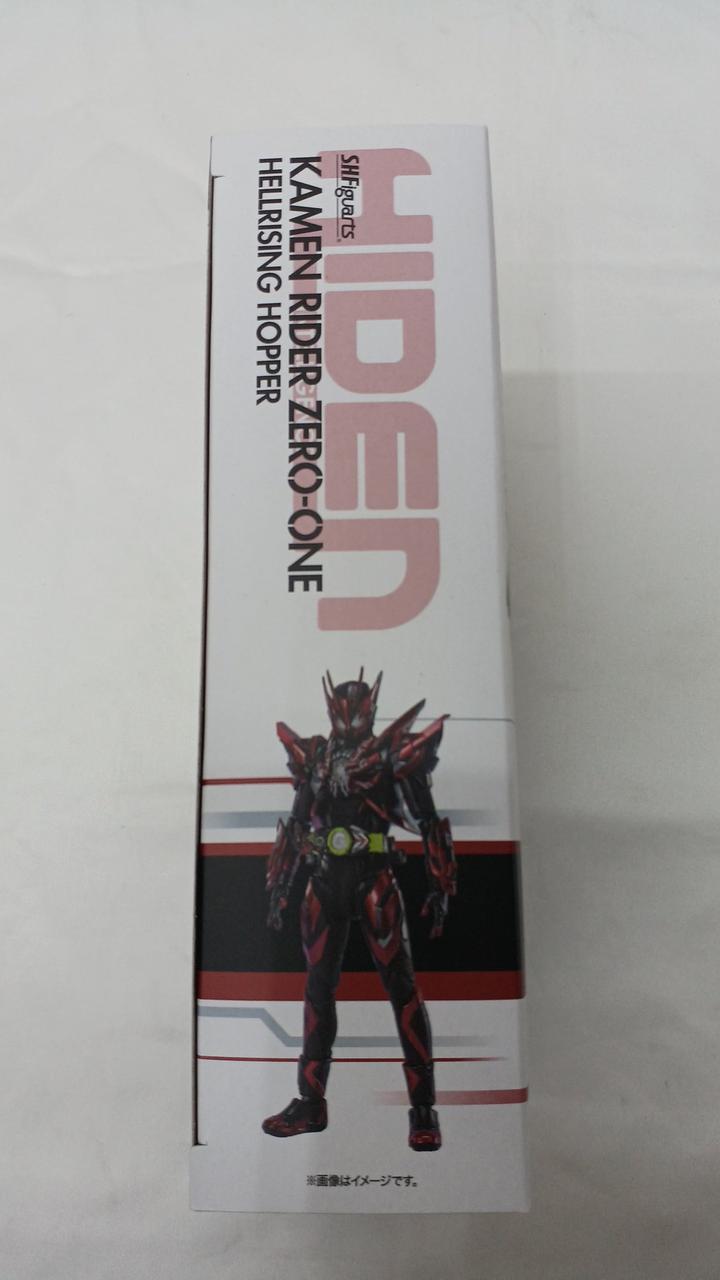 HIDEN
S.H.Figuarts
KAMEN RIDER ZERO-ONE
HELLRISING HOPPER
※画像はイメージです。